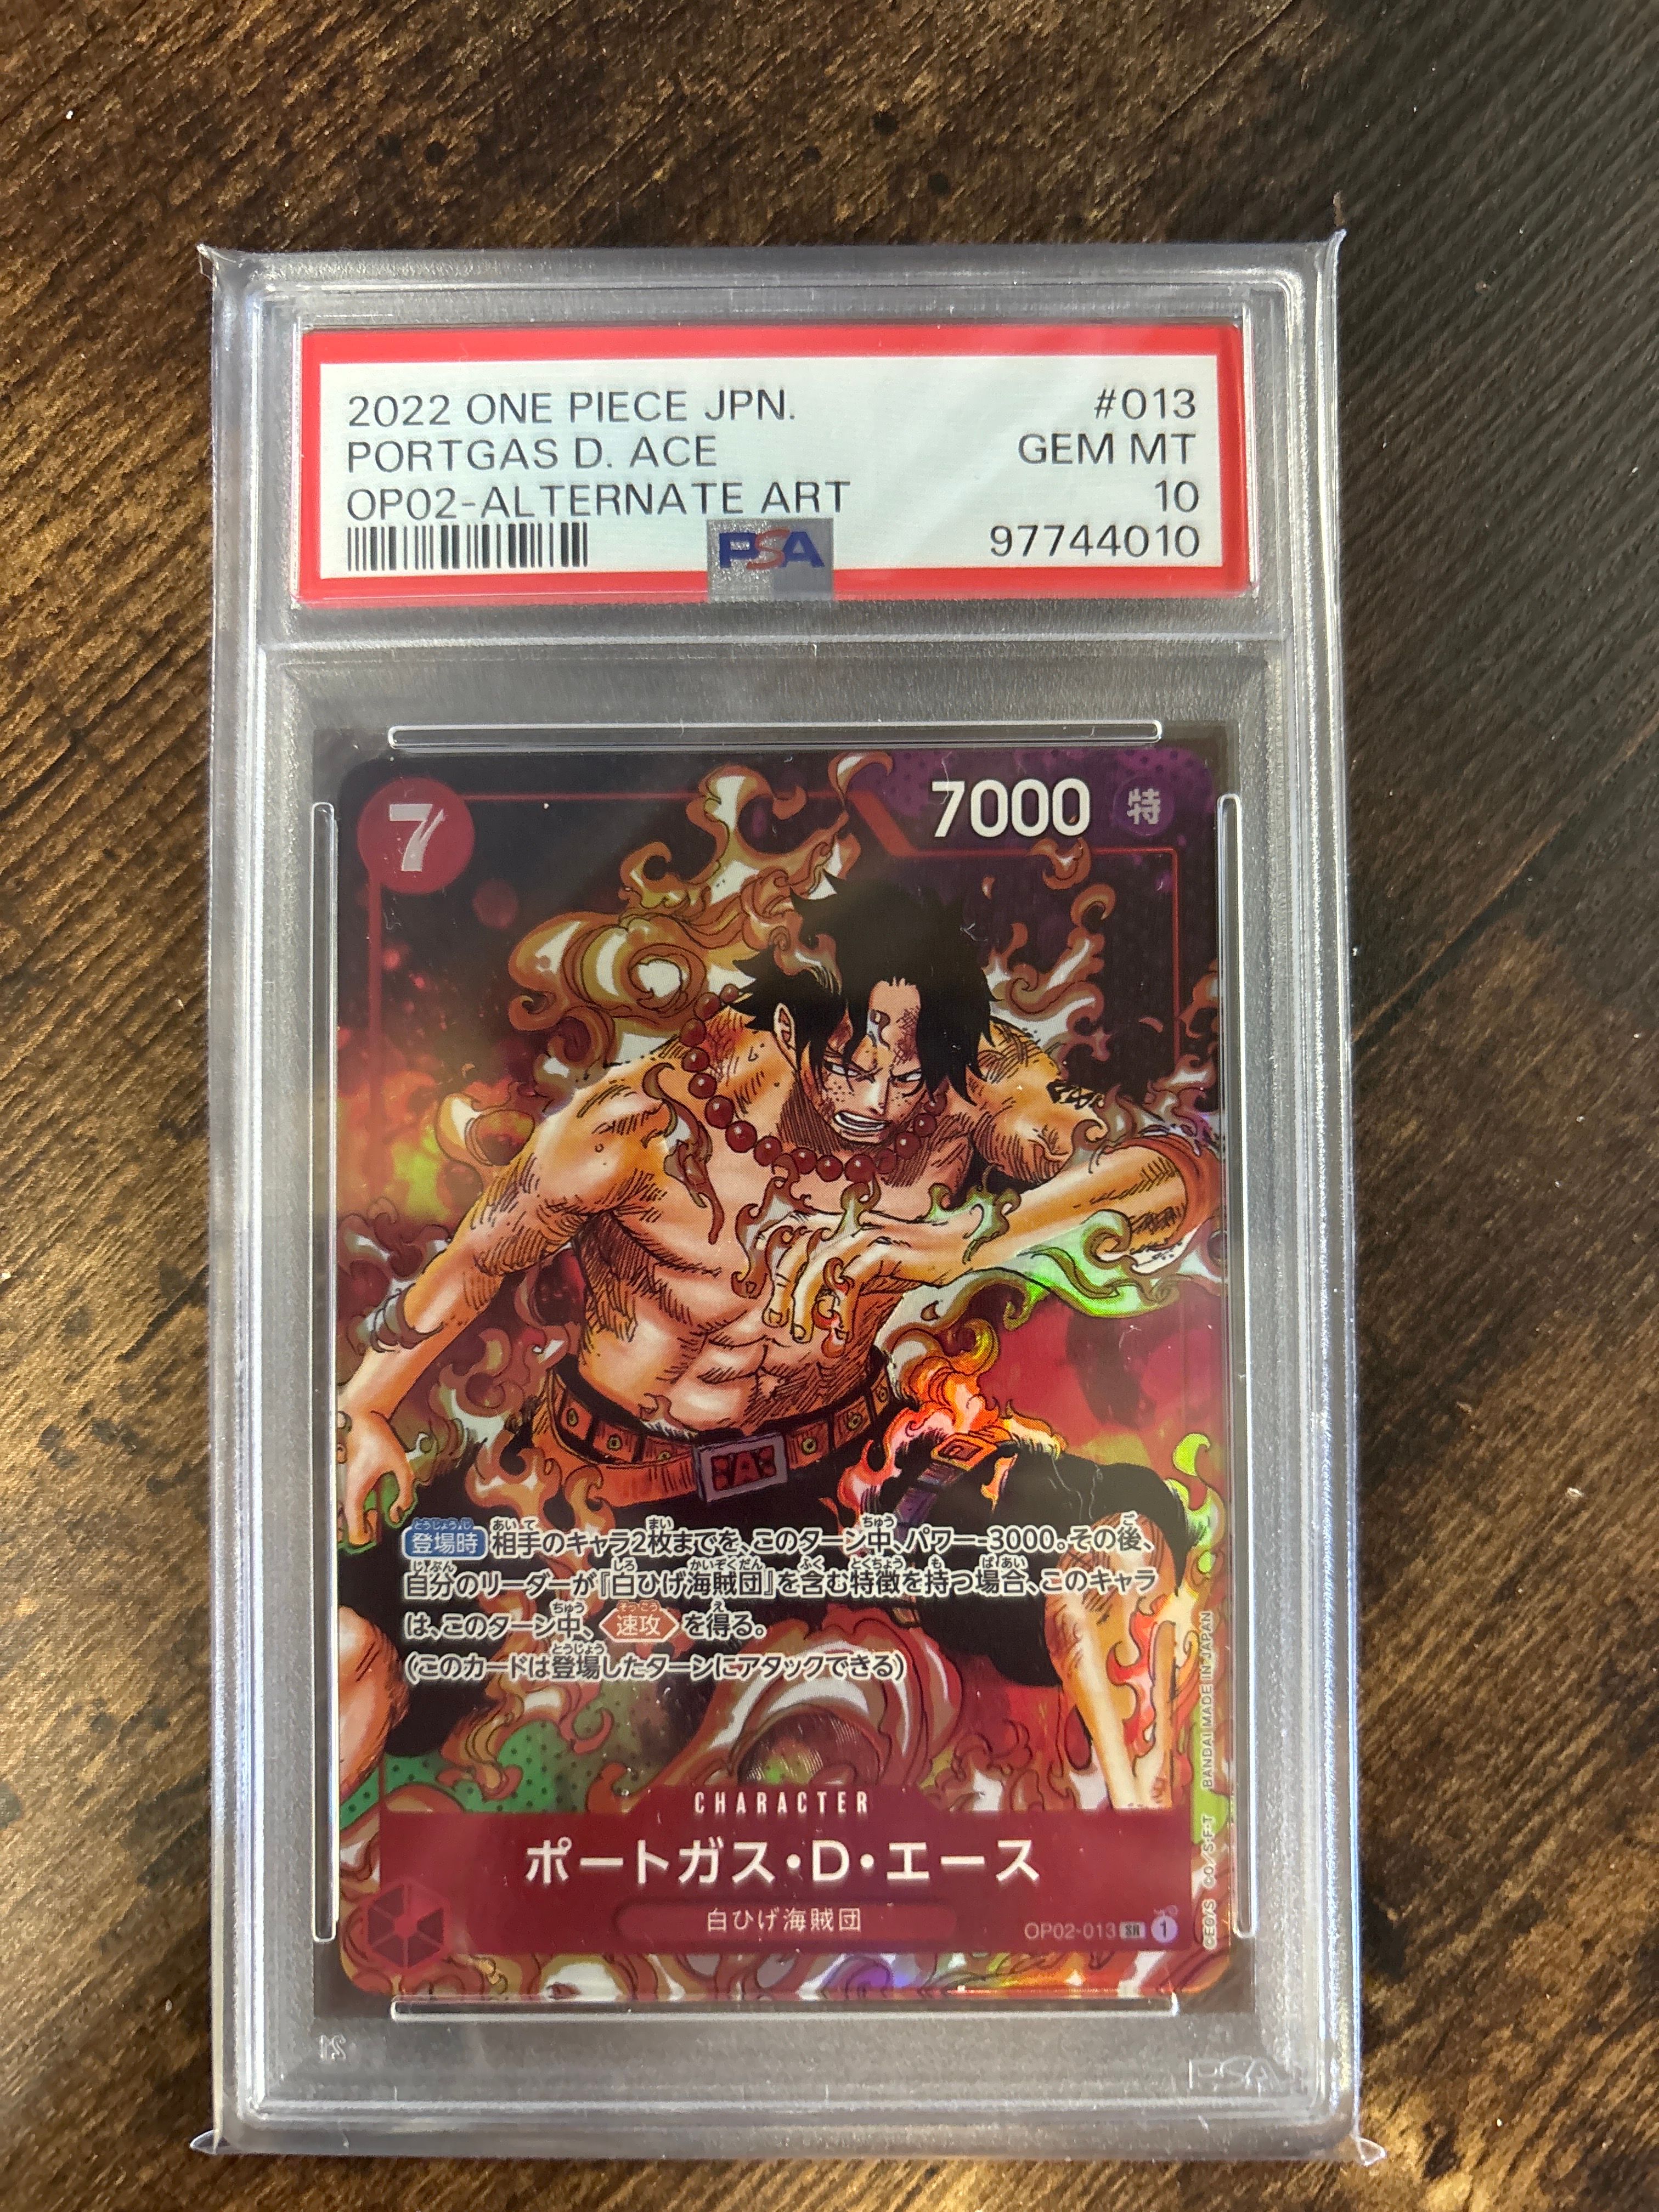 2022 ONE PIECE JPN. #013
PORTGAS D. ACE GEM MT
OP02-ALTERNATE ART 10
PSA 97744010
7 7000 特
登場時 相手のキャラ2枚までを、このターン中、パワー-3000。その後、
自分のリーダーが『白ひげ海賊団』を含む特徴を持つ場合、このキャラ
は、このターン中、速攻を得る。
(このカードは登場したターンにアタックできる)
CHARACTER
ポートガス・D・エース
白ひげ海賊団
OP02-013 SR 1
©E.O/S. C.O/S・F・T BANDAI MADE IN JAPAN
A
PSA